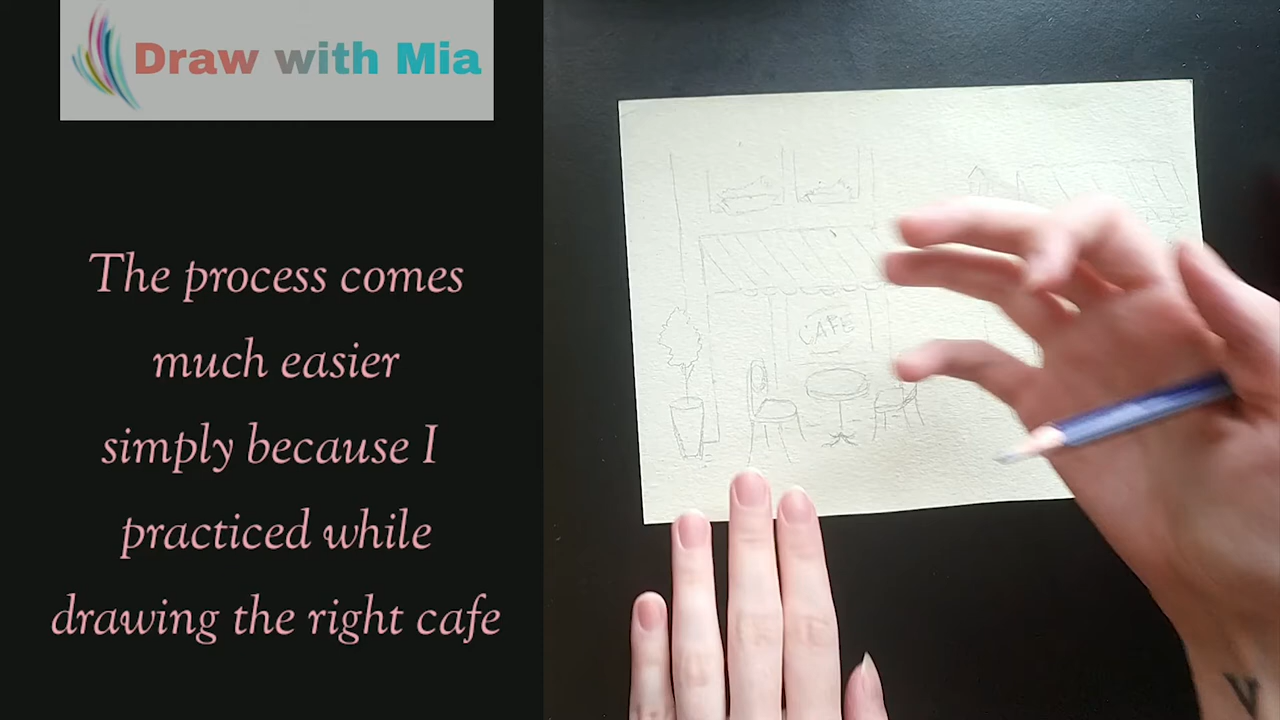 Draw with Mia
The process comes
much easier
simply because I
practiced while
drawing the right cafe
CAFE